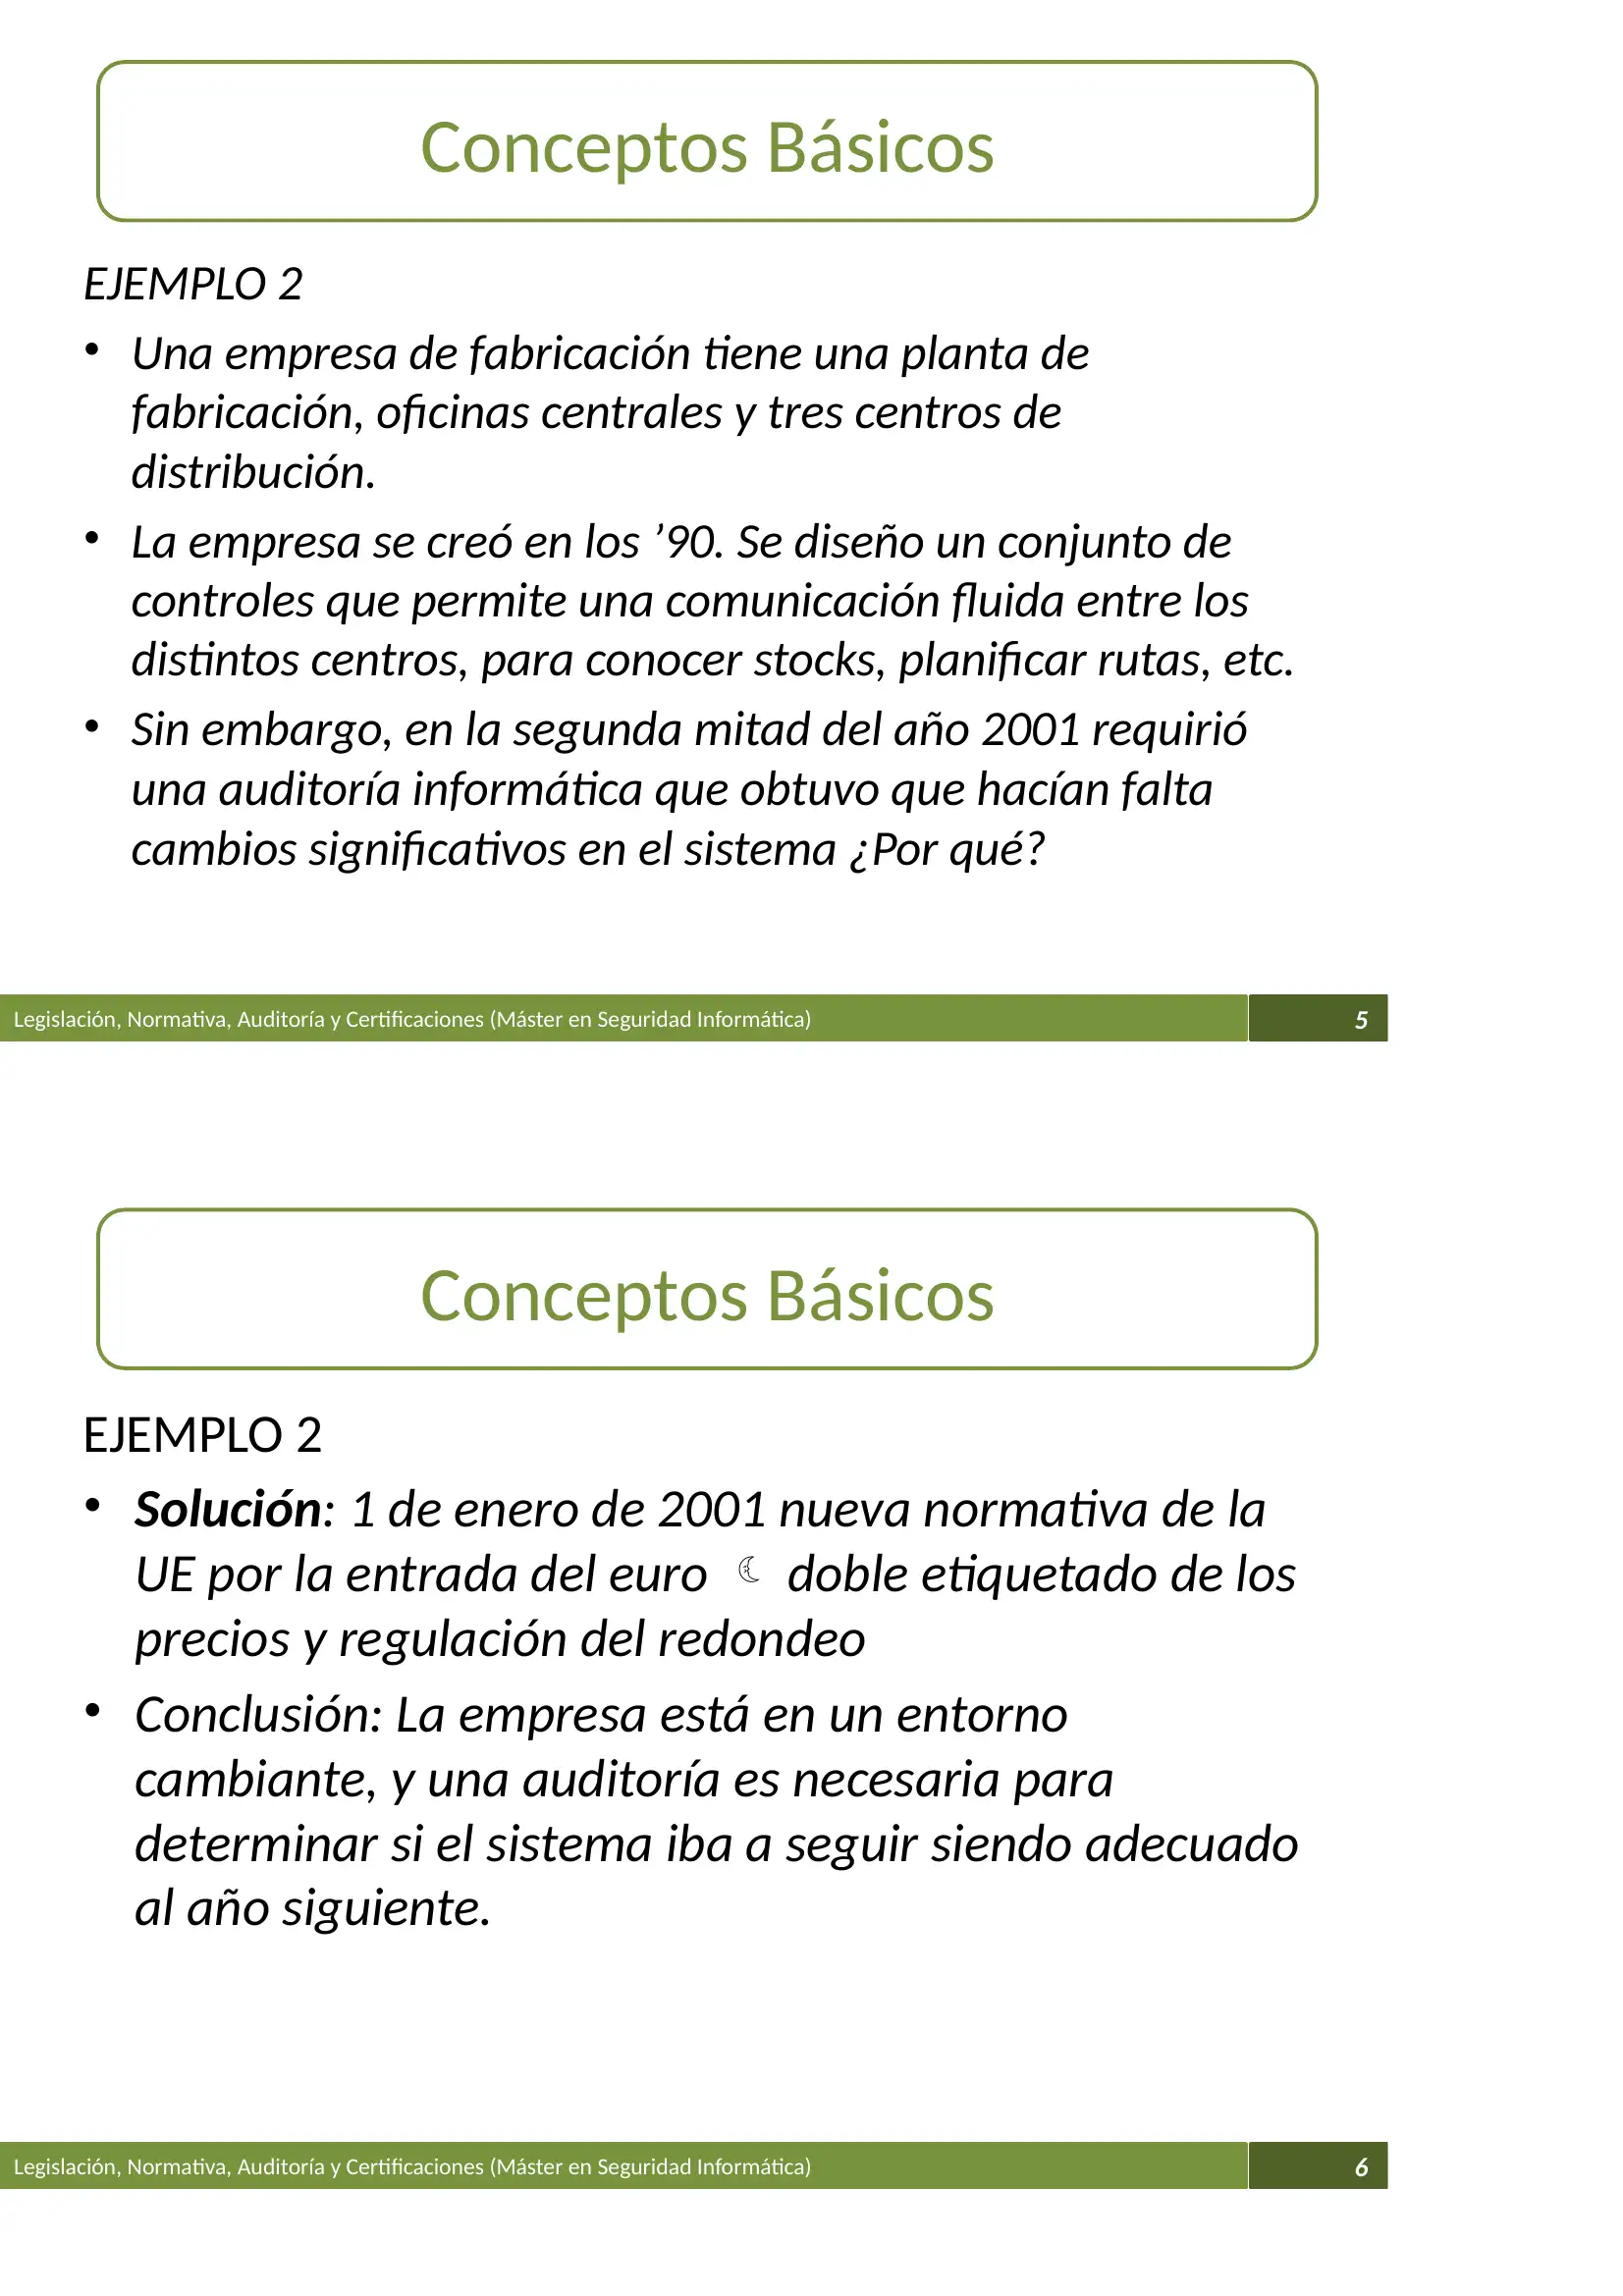 Conceptos Básicos
EJEMPLO 2
• Una empresa de fabricación tiene una planta de
fabricación, oficinas centrales y tres centros de
distribución.
• La empresa se creó en los ’90. Se diseño un conjunto de
controles que permite una comunicación fluida entre los
distintos centros, para conocer stocks, planificar rutas, etc.
• Sin embargo, en la segunda mitad del año 2001 requirió
una auditoría informática que obtuvo que hacían falta
cambios significativos en el sistema ¿Por qué?
Legislación, Normativa, Auditoría y Certificaciones (Máster en Seguridad Informática) 5
Conceptos Básicos
EJEMPLO 2
• Solución: 1 de enero de 2001 nueva normativa de la
UE por la entrada del euro ☾ doble etiquetado de los
precios y regulación del redondeo
• Conclusión: La empresa está en un entorno
cambiante, y una auditoría es necesaria para
determinar si el sistema iba a seguir siendo adecuado
al año siguiente.
Legislación, Normativa, Auditoría y Certificaciones (Máster en Seguridad Informática) 6